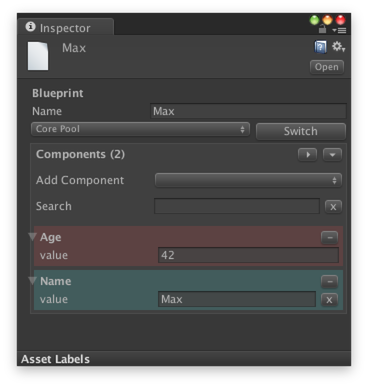 Inspector
Max
Open
Blueprint
Name Max
Core Pool Switch
Components (2)
Add Component
Search x
Age
value 42
Name
value Max x
Asset Labels